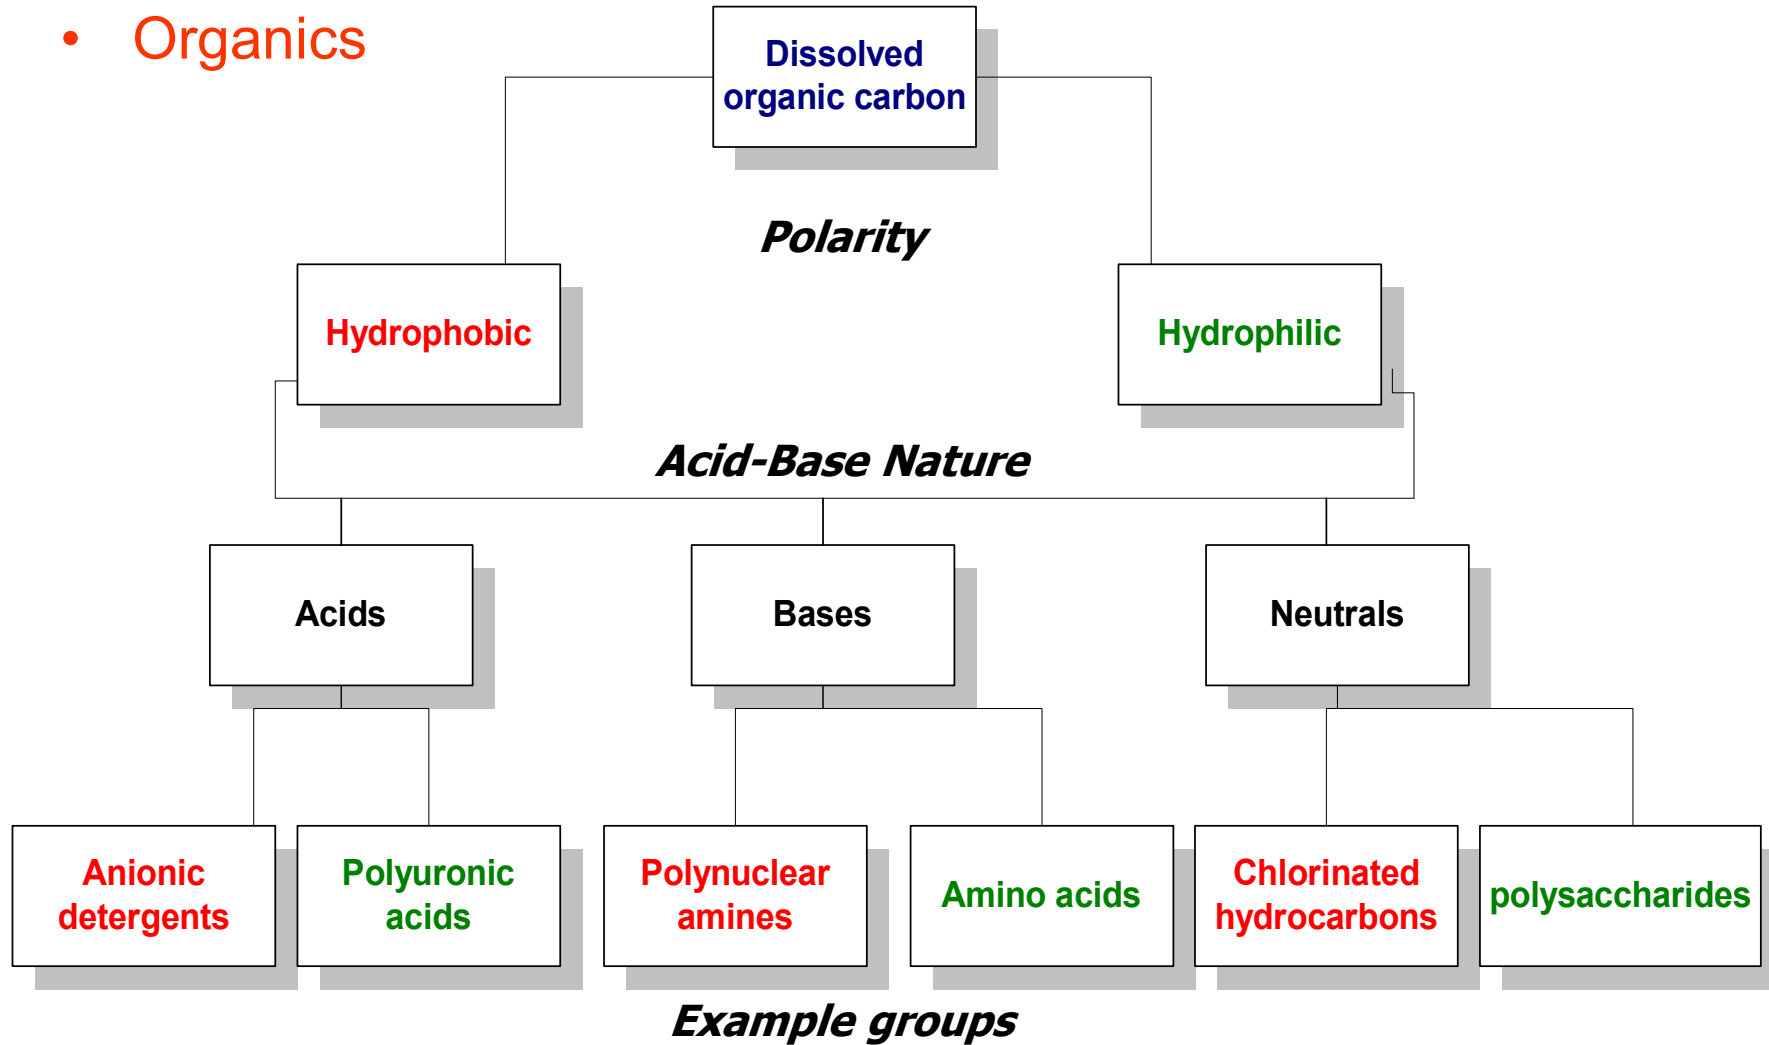 • Organics
Dissolved
organic carbon
Polarity
Hydrophobic
Hydrophilic
Acid-Base Nature
Acids
Bases
Neutrals
Anionic
detergents
Polyuronic
acids
Polynuclear
amines
Amino acids
Chlorinated
hydrocarbons
polysaccharides
Example groups